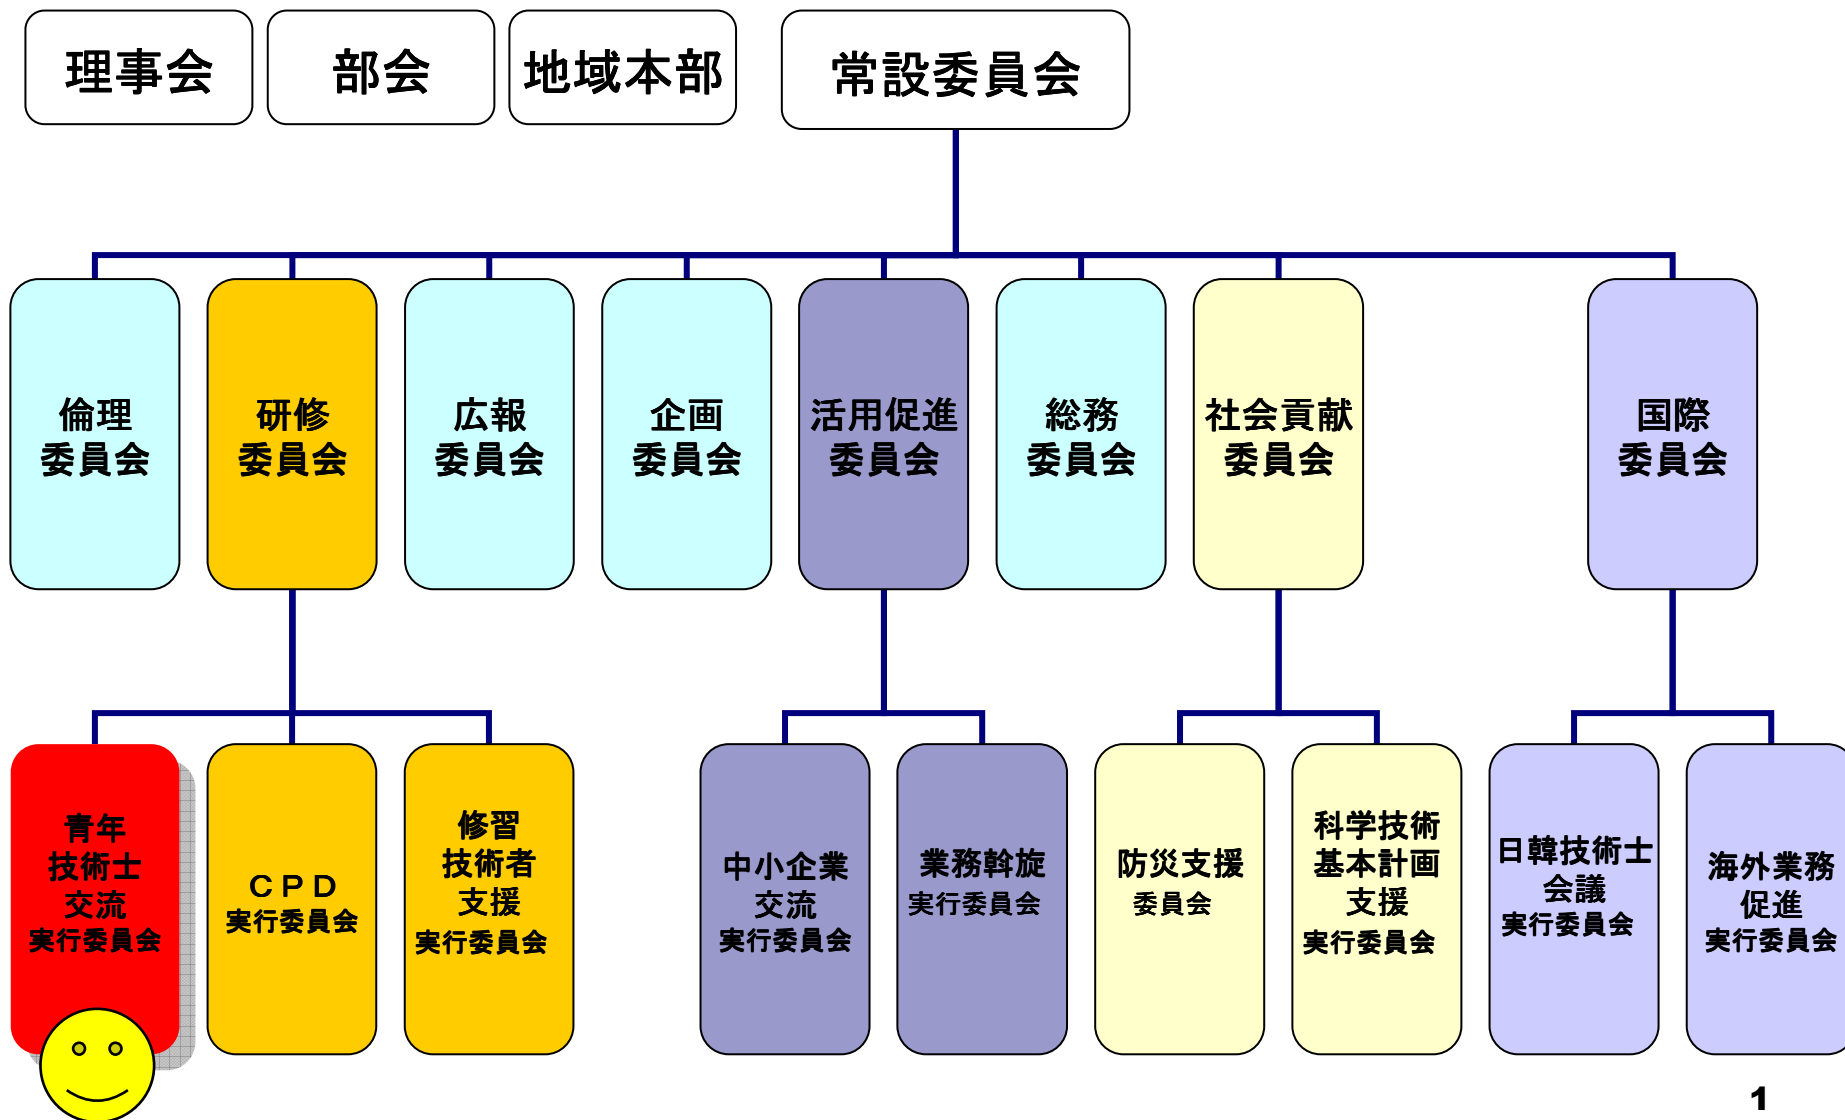 理事会
部会
地域本部
常設委員会
倫理
委員会
研修
委員会
広報
委員会
企画
委員会
活用促進
委員会
総務
委員会
社会貢献
委員会
国際
委員会
青年
技術士
交流
実行委員会
ＣＰＤ
実行委員会
修習
技術者
支援
実行委員会
中小企業
交流
実行委員会
業務斡旋
実行委員会
防災支援
委員会
科学技術
基本計画
支援
実行委員会
日韓技術士
会議
実行委員会
海外業務
促進
実行委員会
1